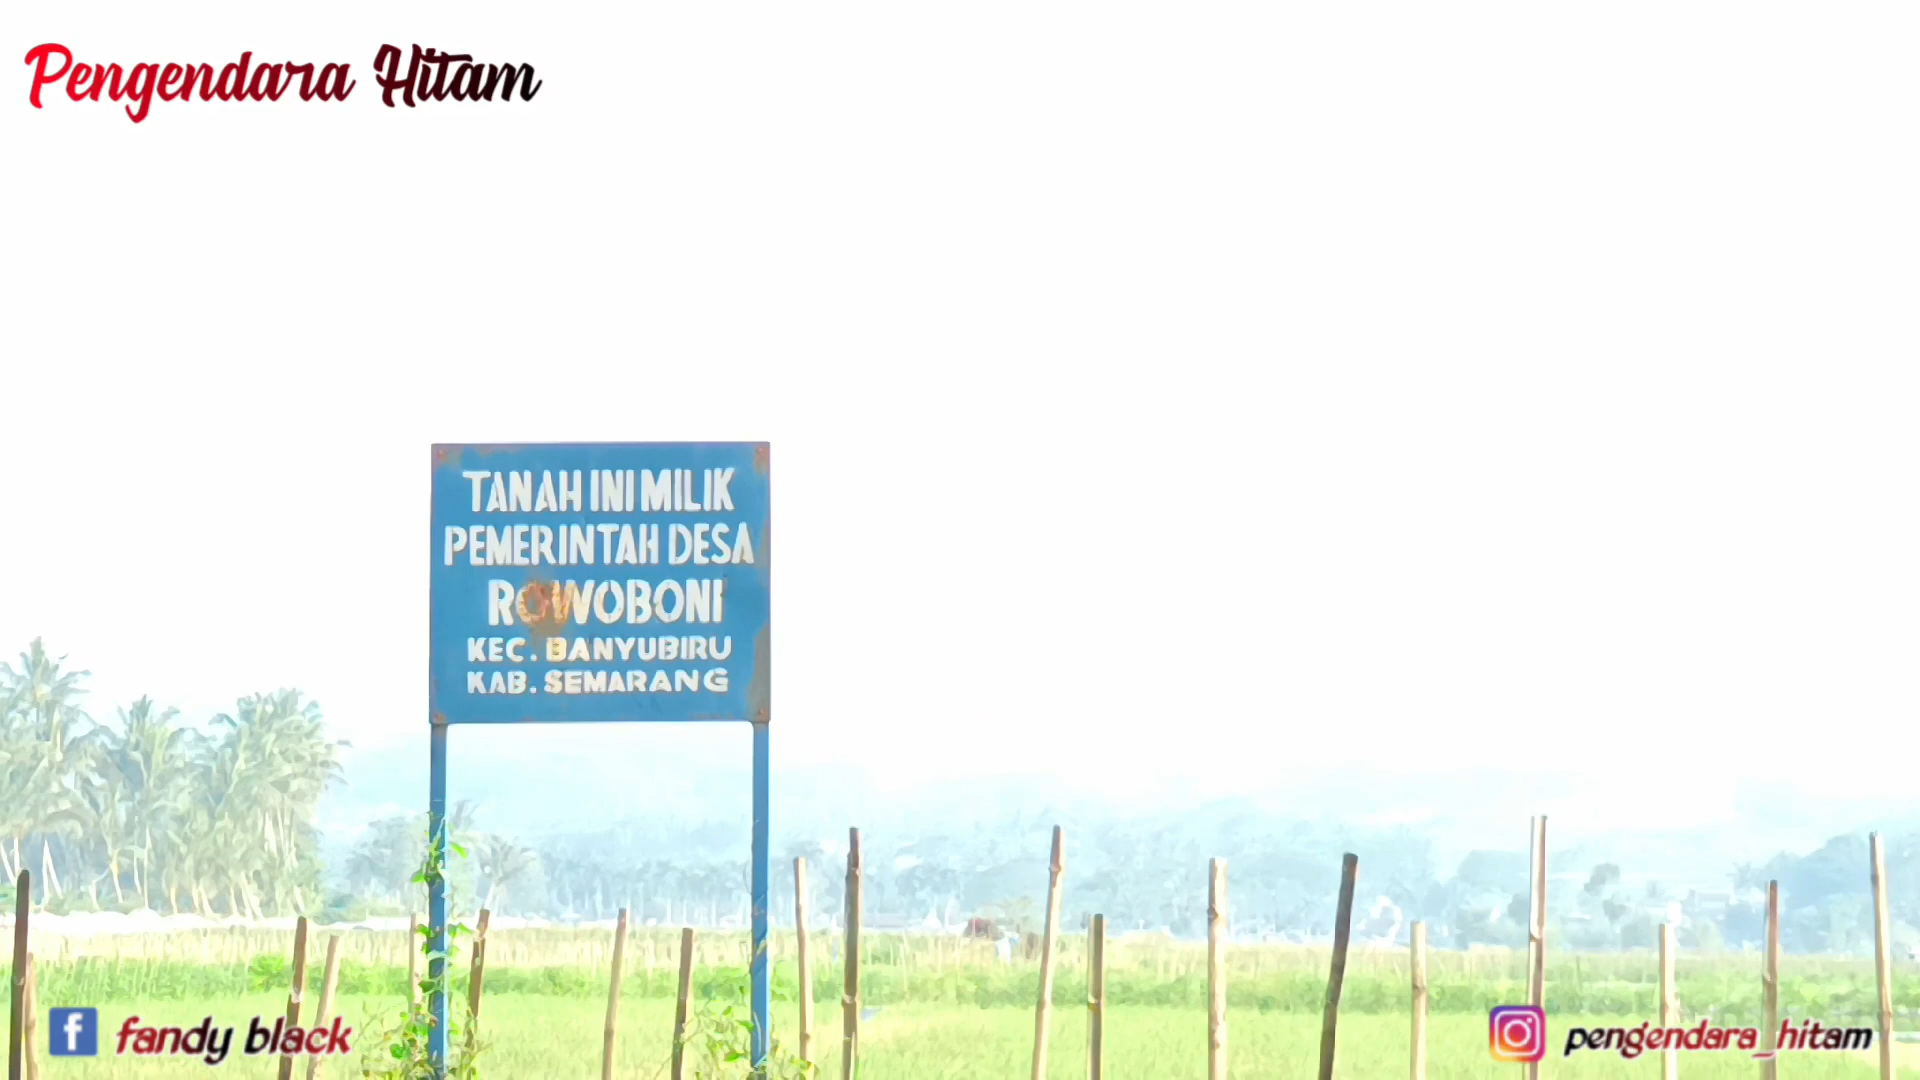 Pengendara Hitam
TANAH INI MILIK
PEMERINTAH DESA
ROWOBONI
KEC. BANYUBIRU
KAB. SEMARANG
fandy black
pengendara_hitam